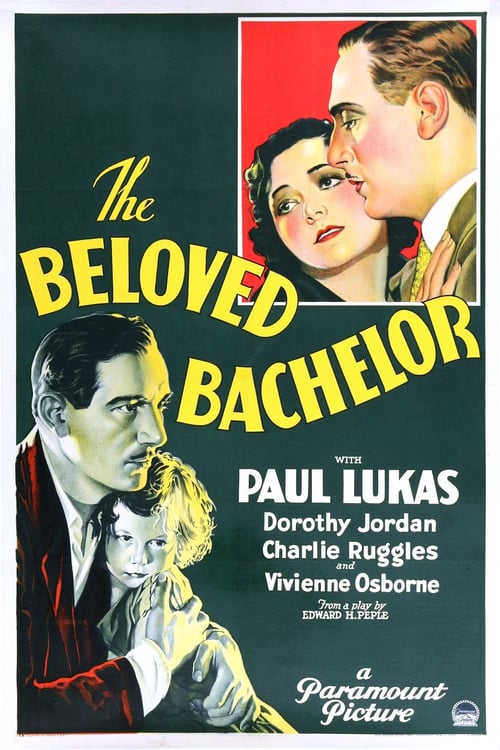 The
BELOVED
BACHELOR
WITH
PAUL LUKAS
Dorothy Jordan
Charlie Ruggles
and
Vivienne Osborne
From a play by
EDWARD H. PEPLE
a
Paramount
Picture